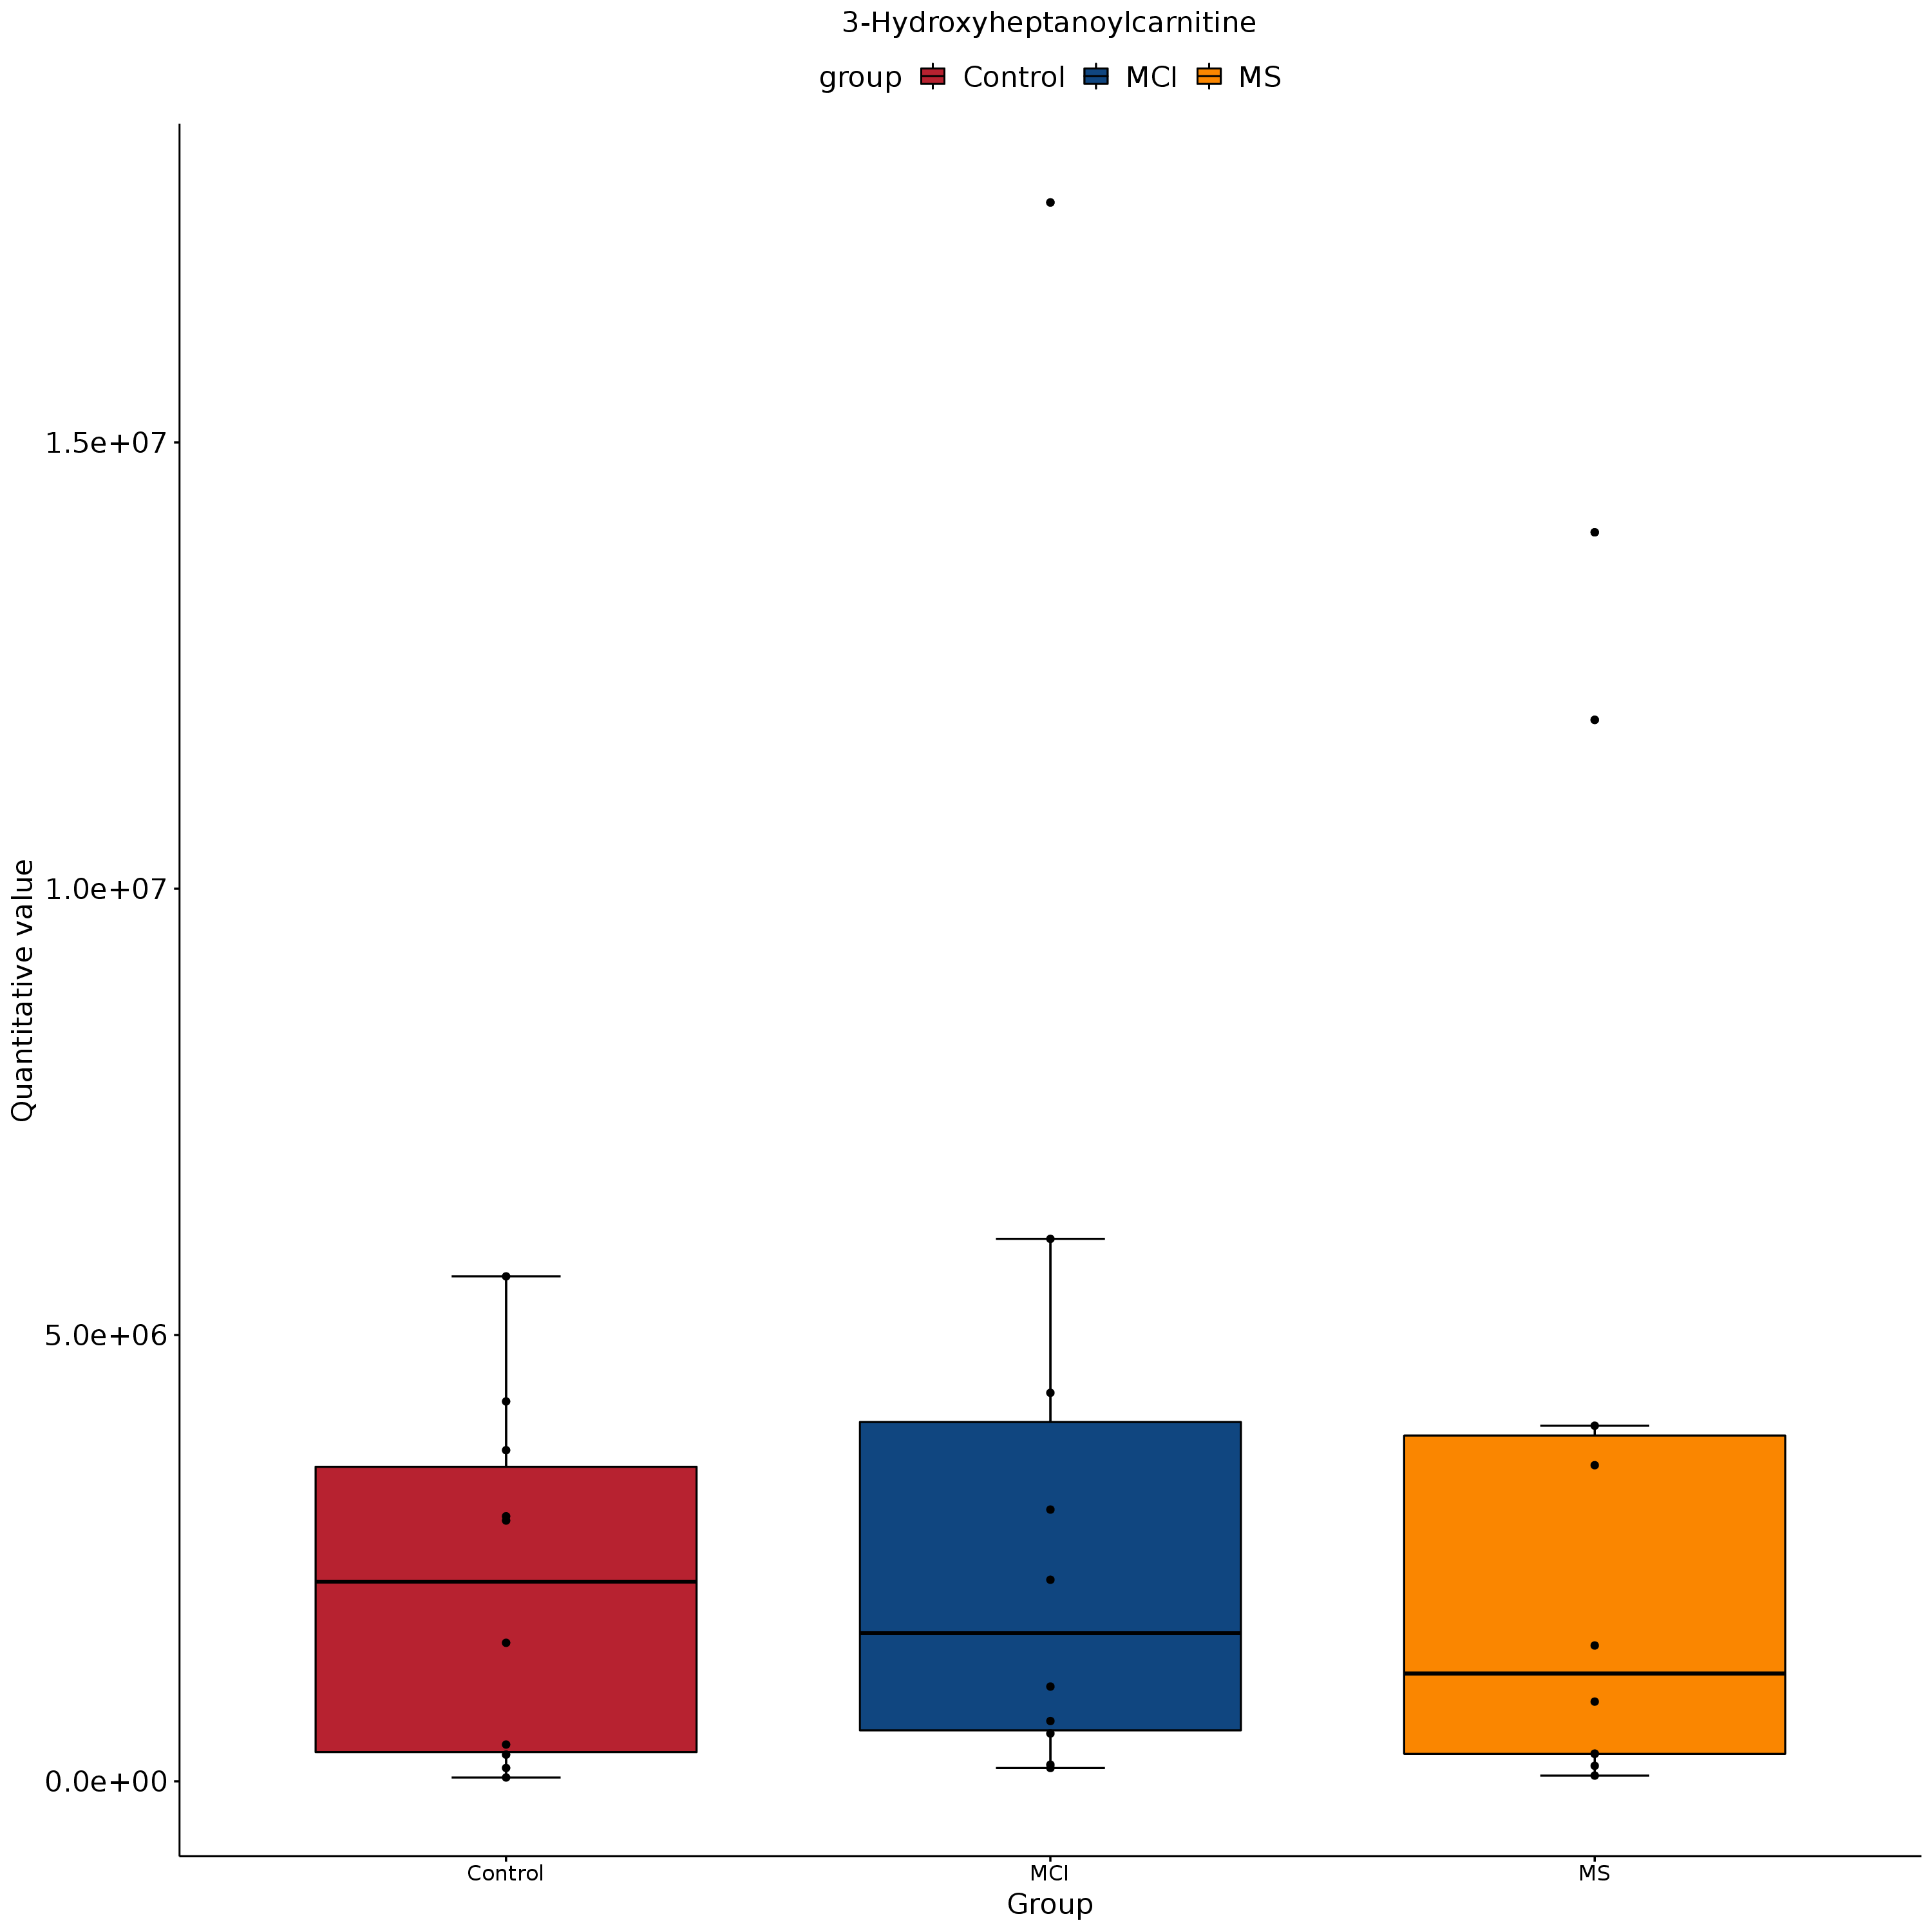 3-Hydroxyheptanoylcarnitine
group Control MCI MS
Quantitative value
1.5e+07
1.0e+07
5.0e+06
0.0e+00
Control MCI MS
Group